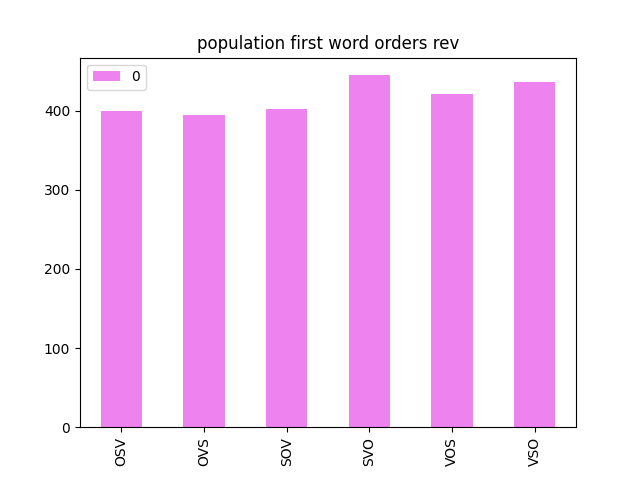 population first word orders rev
0
400
300
200
100
0
OSV
OVS
SOV
SVO
VOS
VSO